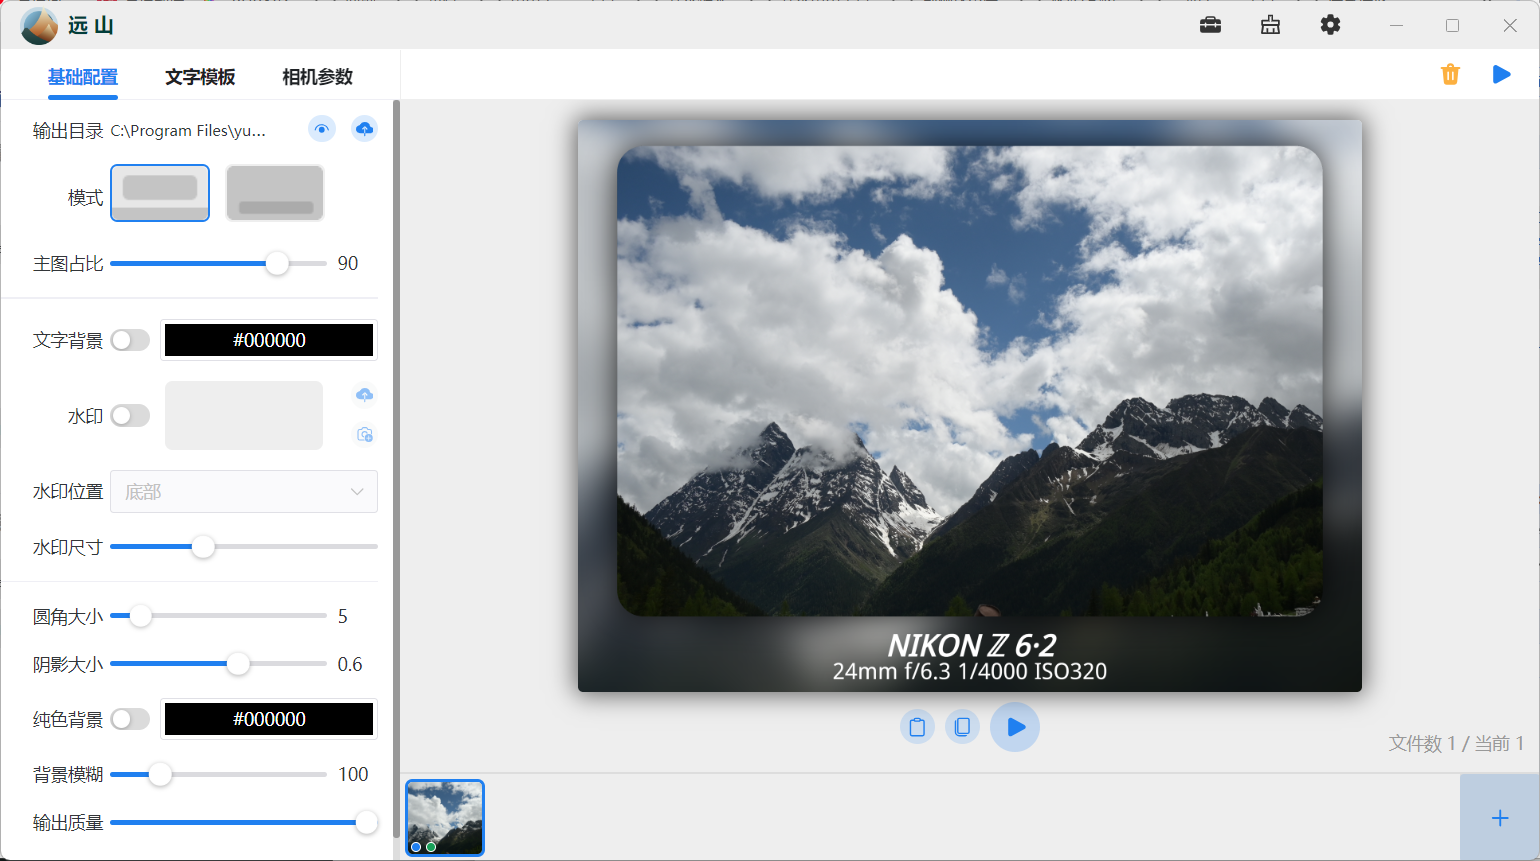 远山
基础配置 文字模板 相机参数
输出目录 C:\Program Files\yu...
模式
主图占比 90
文字背景 #000000
水印
水印位置 底部
水印尺寸
圆角大小 5
阴影大小 0.6
纯色背景 #000000
背景模糊 100
输出质量
NIKON ℤ 6·2
24mm f/6.3 1/4000 ISO320
文件数 1 / 当前 1